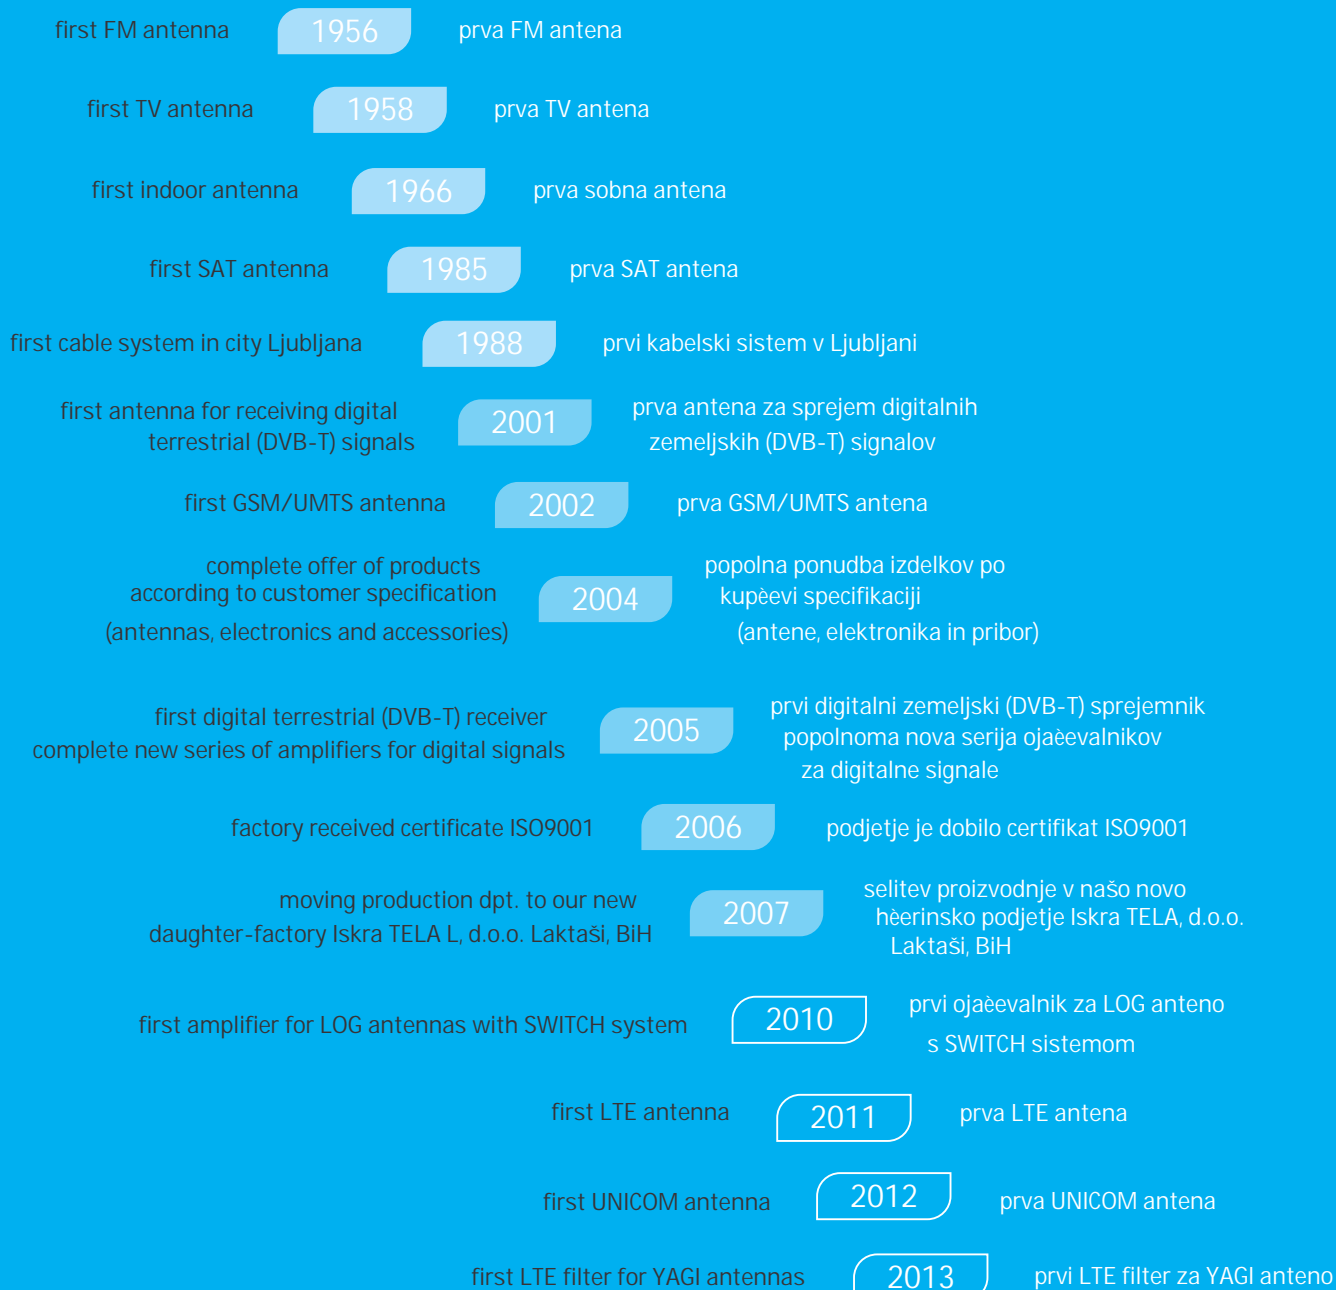 first FM antenna 1956 prva FM antena
first TV antenna 1958 prva TV antena
first indoor antenna 1966 prva sobna antena
first SAT antenna 1985 prva SAT antena
first cable system in city Ljubljana 1988 prvi kabelski sistem v Ljubljani
first antenna for receiving digital
terrestrial (DVB-T) signals
2001
prva antena za sprejem digitalnih
zemeljskih (DVB-T) signalov
first GSM/UMTS antenna 2002 prva GSM/UMTS antena
complete offer of products
according to customer specification
(antennas, electronics and accessories)
2004
popolna ponudba izdelkov po
kupèevi specifikaciji
(antene, elektronika in pribor)
first digital terrestrial (DVB-T) receiver
complete new series of amplifiers for digital signals
2005
prvi digitalni zemeljski (DVB-T) sprejemnik
popolnoma nova serija ojaèevalnikov
za digitalne signale
factory received certificate ISO9001 2006 podjetje je dobilo certifikat ISO9001
moving production dpt. to our new
daughter-factory Iskra TELA L, d.o.o. Laktaši, BiH
2007
selitev proizvodnje v našo novo
hèerinsko podjetje Iskra TELA, d.o.o.
Laktaši, BiH
first amplifier for LOG antennas with SWITCH system
2010
prvi ojaèevalnik za LOG anteno
s SWITCH sistemom
first LTE antenna 2011 prva LTE antena
first UNICOM antenna 2012 prva UNICOM antena
first LTE filter for YAGI antennas 2013 prvi LTE filter za YAGI anteno